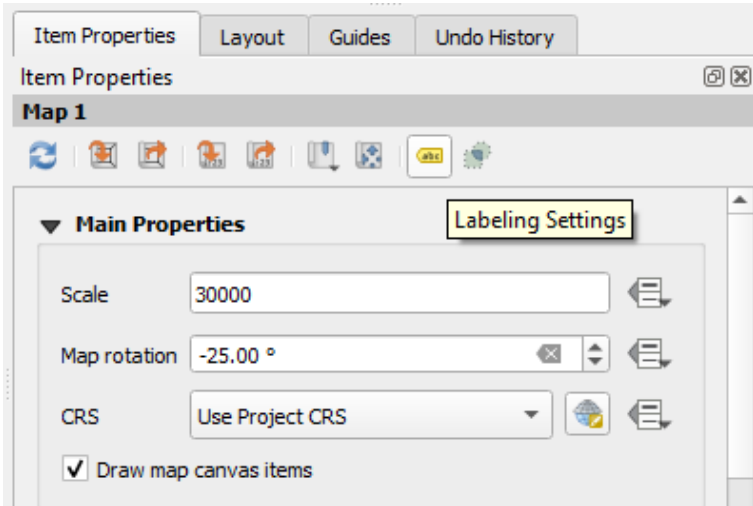 Item Properties Layout Guides Undo History
Item Properties
Map 1
abc
Labeling Settings
Main Properties
Scale 30000
Map rotation -25.00 °
CRS Use Project CRS
Draw map canvas items